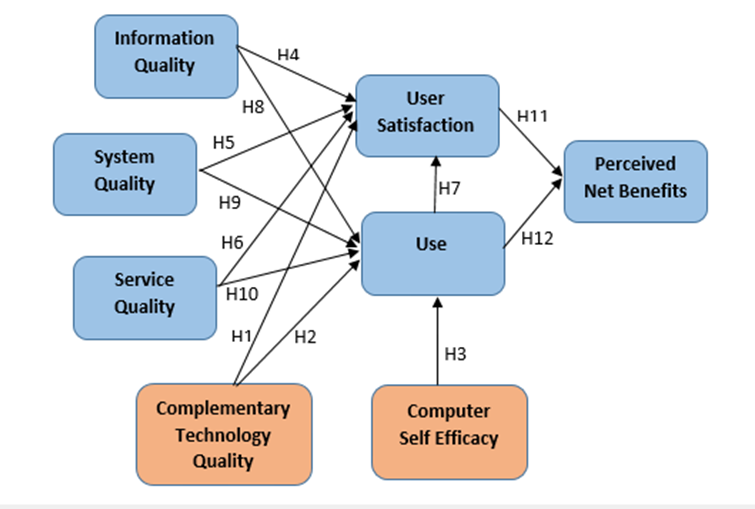 Information
Quality
H4
User
Satisfaction
H8
H11
H5
System
Quality
Perceived
Net Benefits
H7
H9
H6
Use
H12
Service
Quality
H10
H1
H2
H3
Complementary
Technology
Quality
Computer
Self Efficacy